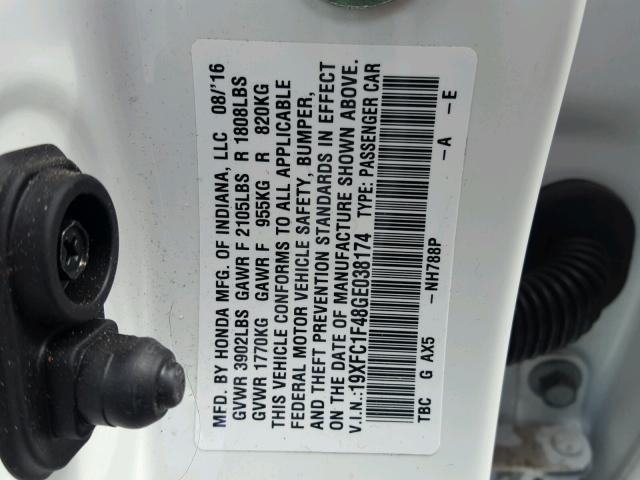 MFD. BY HONDA MFG. OF INDIANA, LLC 08/'16
GVWR 3902LBS GAWR F 2105LBS R 1808LBS
GVWR 1770KG GAWR F 955KG R 820KG
THIS VEHICLE CONFORMS TO ALL APPLICABLE
FEDERAL MOTOR VEHICLE SAFETY, BUMPER,
AND THEFT PREVENTION STANDARDS IN EFFECT
ON THE DATE OF MANUFACTURE SHOWN ABOVE.
V.I.N.:19XFC1F48GE038174 TYPE: PASSENGER CAR
TBC G AX5 -NH788P -A -E